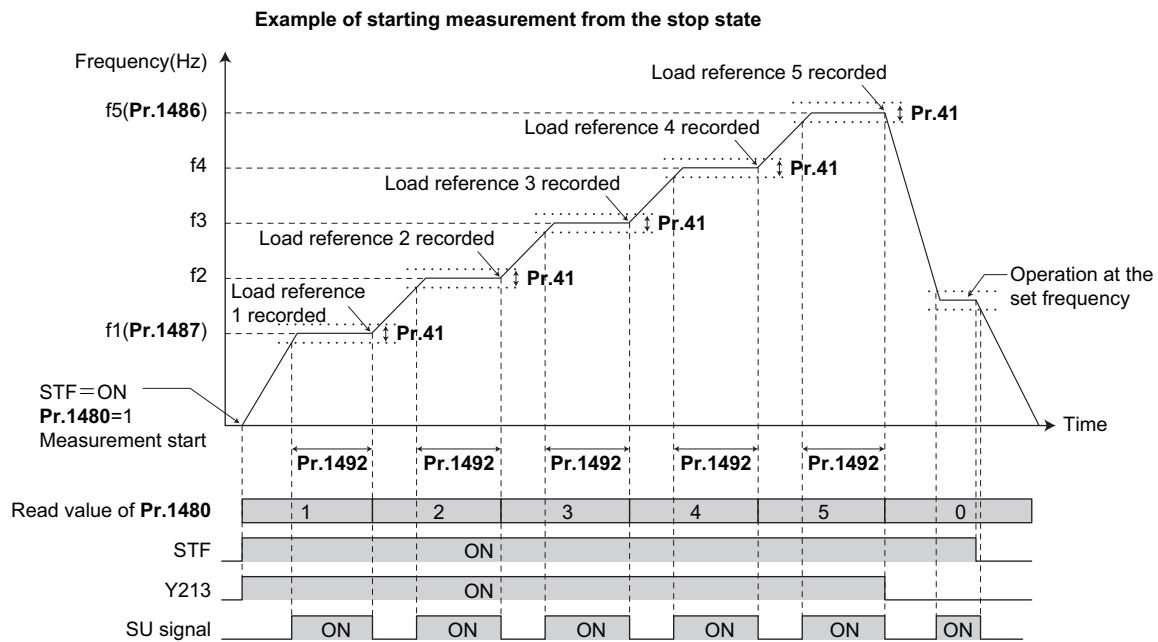 Example of starting measurement from the stop state
Frequency(Hz)
Load reference 5 recorded
f5(Pr.1486)
Pr.41
Load reference 4 recorded
f4
Pr.41
Load reference 3 recorded
f3
Pr.41
Load reference 2 recorded
f2
Pr.41
Operation at the
set frequency
Load reference
1 recorded
f1(Pr.1487)
Pr.41
STF=ON
Pr.1480=1
Measurement start
Time
Pr.1492 Pr.1492 Pr.1492 Pr.1492 Pr.1492
Read value of Pr.1480 1 2 3 4 5 0
STF ON
Y213 ON
SU signal ON ON ON ON ON ON